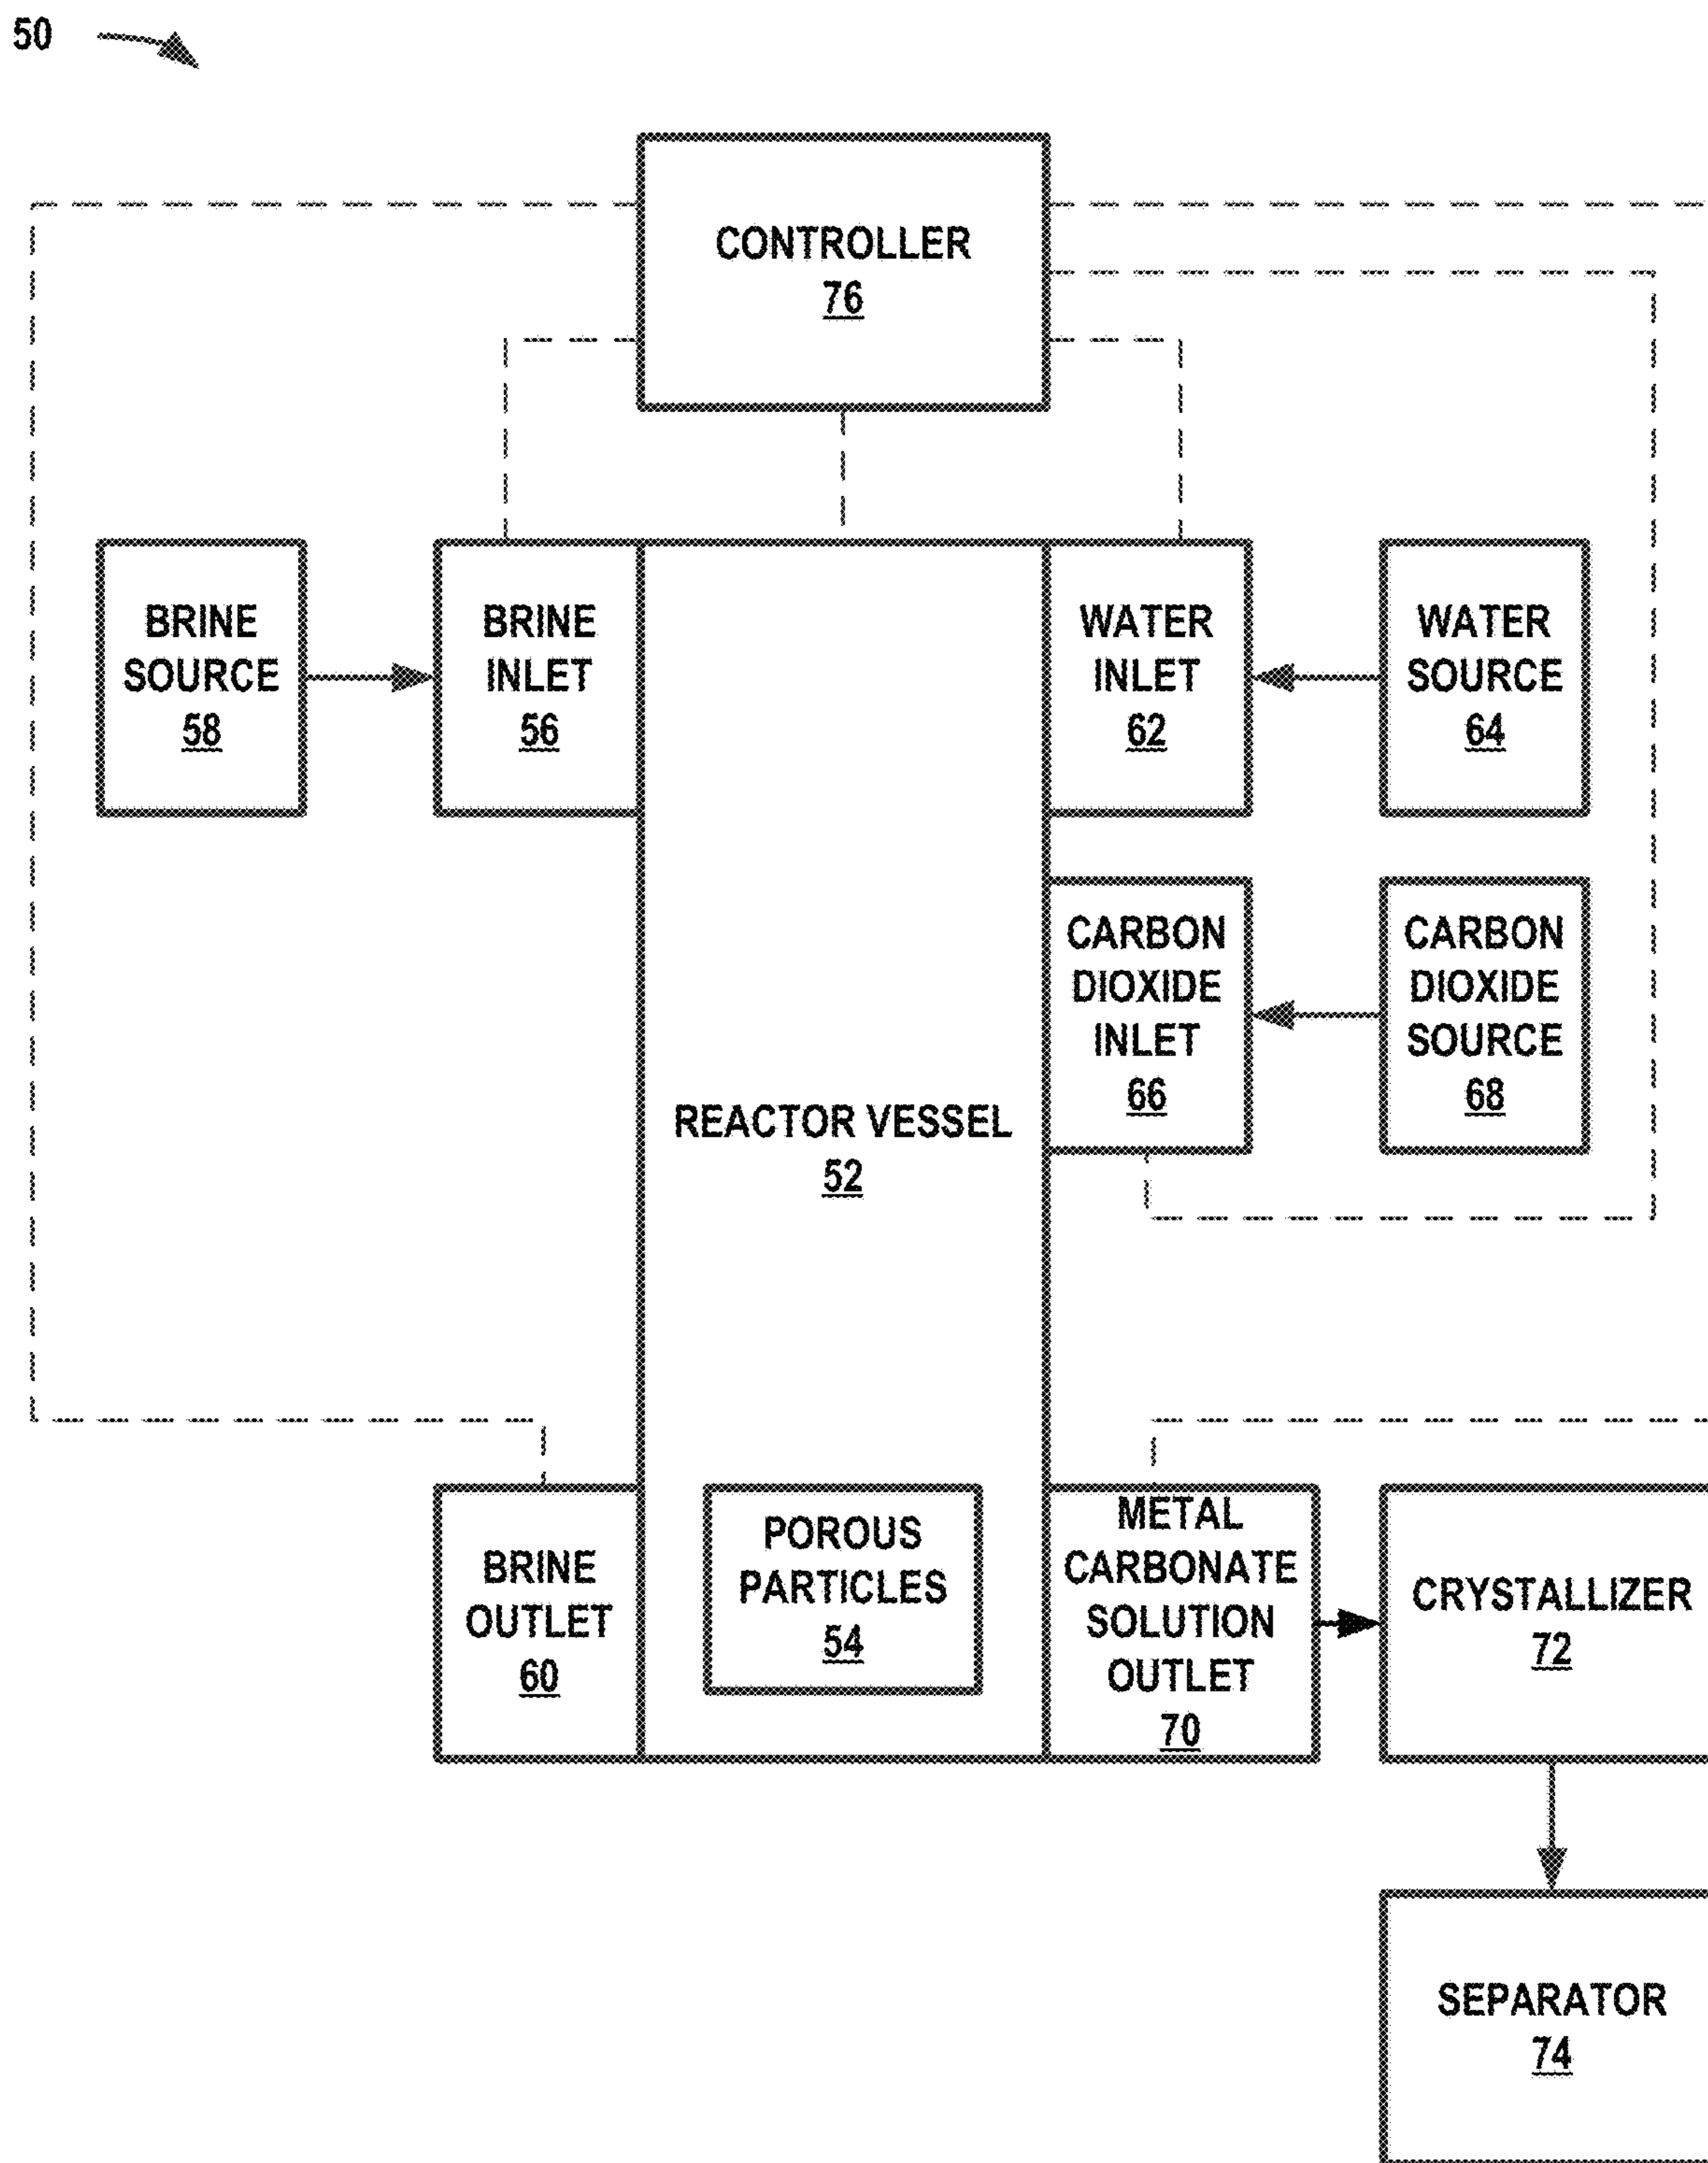 50
CONTROLLER
76
BRINE
SOURCE
58
BRINE
INLET
56
WATER
INLET
62
WATER
SOURCE
64
CARBON
DIOXIDE
INLET
66
CARBON
DIOXIDE
SOURCE
68
REACTOR VESSEL
52
BRINE
OUTLET
60
POROUS
PARTICLES
54
METAL
CARBONATE
SOLUTION
OUTLET
70
CRYSTALLIZER
72
SEPARATOR
74